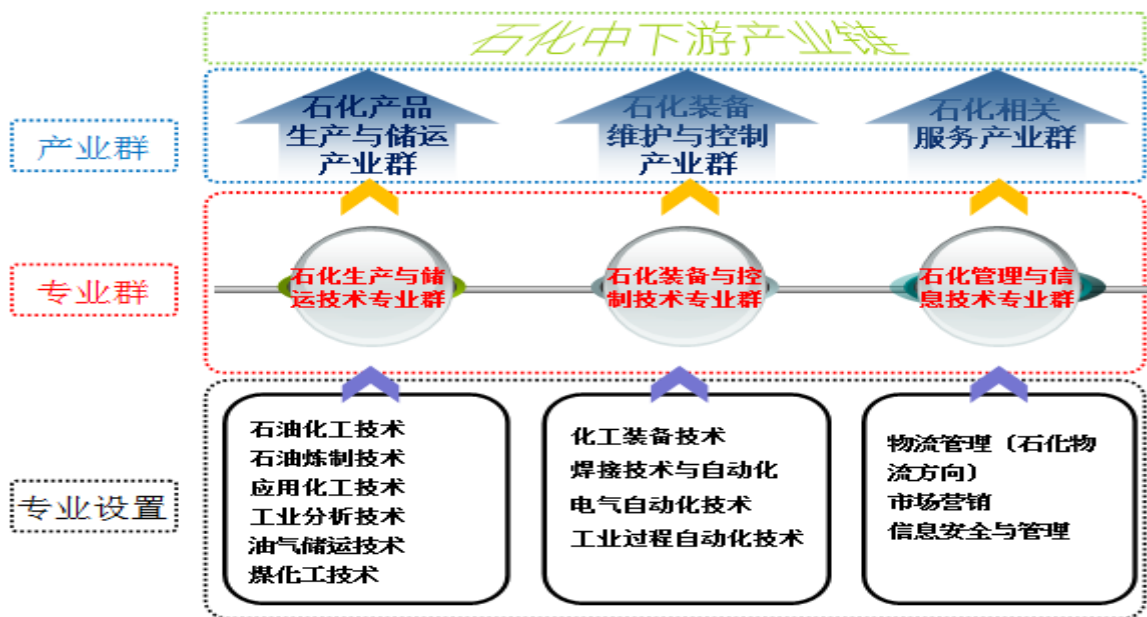 石化中下游产业链
产业群
石化产品
生产与储运
产业群
石化装备
维护与控制
产业群
石化相关
服务产业群
专业群
石化生产与储
运技术专业群
石化装备与控
制技术专业群
石化管理与信
息技术专业群
专业设置
石油化工技术
石油炼制技术
应用化工技术
工业分析技术
油气储运技术
煤化工技术
化工装备技术
焊接技术与自动化
电气自动化技术
工业过程自动化技术
物流管理（石化物
流方向）
市场营销
信息安全与管理